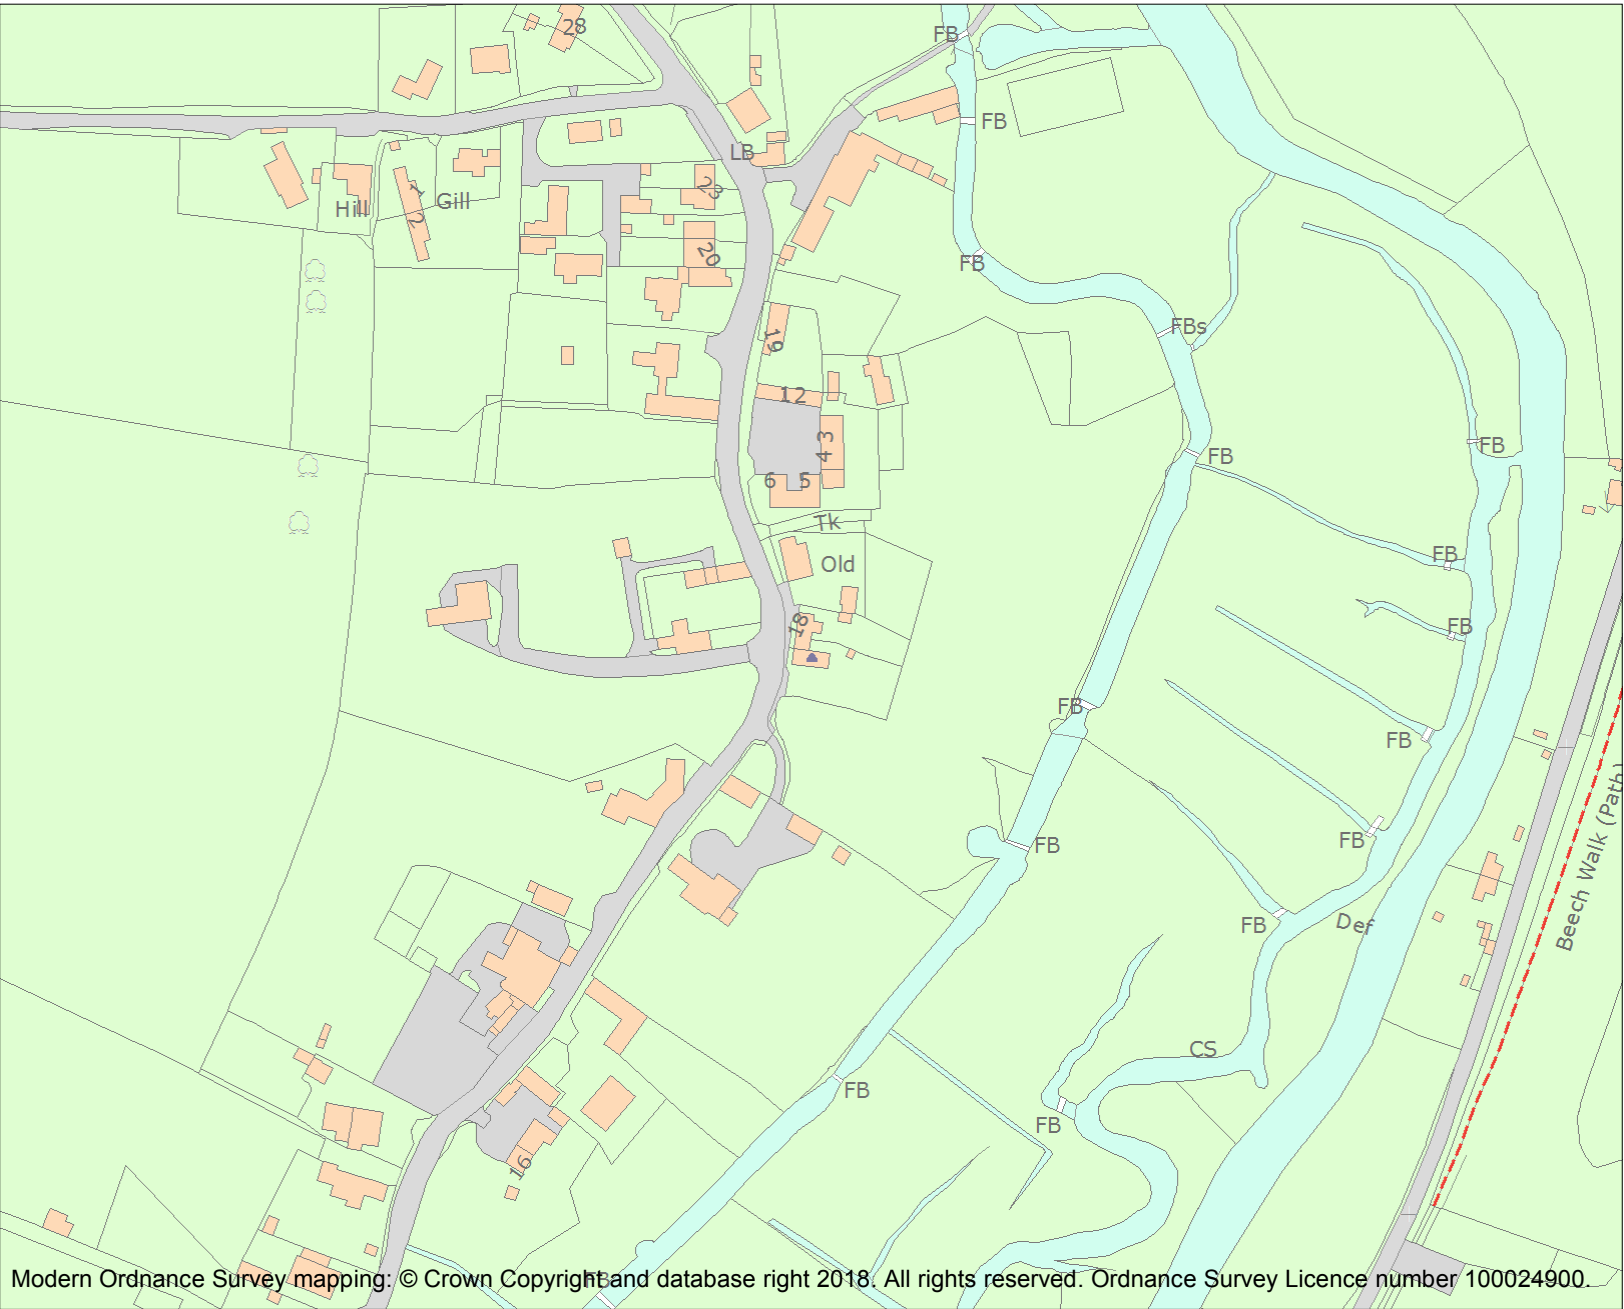 28
FB
FB
LB
23
1
Hill
Gill
2
20
FB
FBs
19
12
3
4
FB
FB
6
5
Tk
Old
FB
18
FB
FB
FB
Beech Walk (Path)
FB
FB
FB
Def
CS
FB
FB
16
FB
Modern Ordnance Survey mapping: © Crown Copyright and database right 2018. All rights reserved. Ordnance Survey Licence number 100024900.